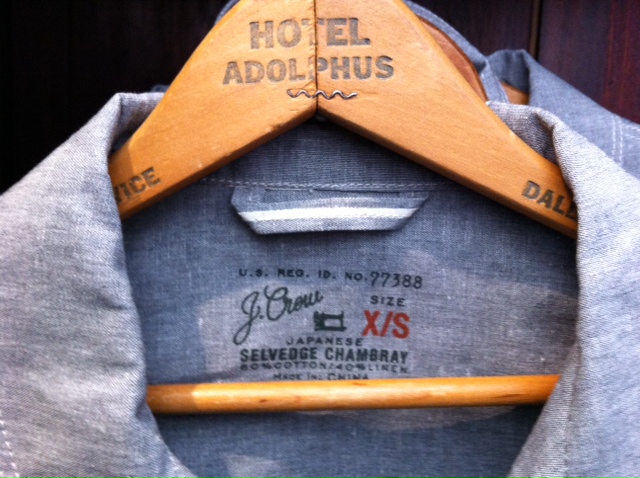 HOTEL
ADOLPHUS
VICE
DALL
U.S. REG. ID. NO. 77388
J.Crew
SIZE
X/S
JAPANESE
SELVEDGE CHAMBRAY
60% COTTON/40% LINEN
MADE IN CHINA